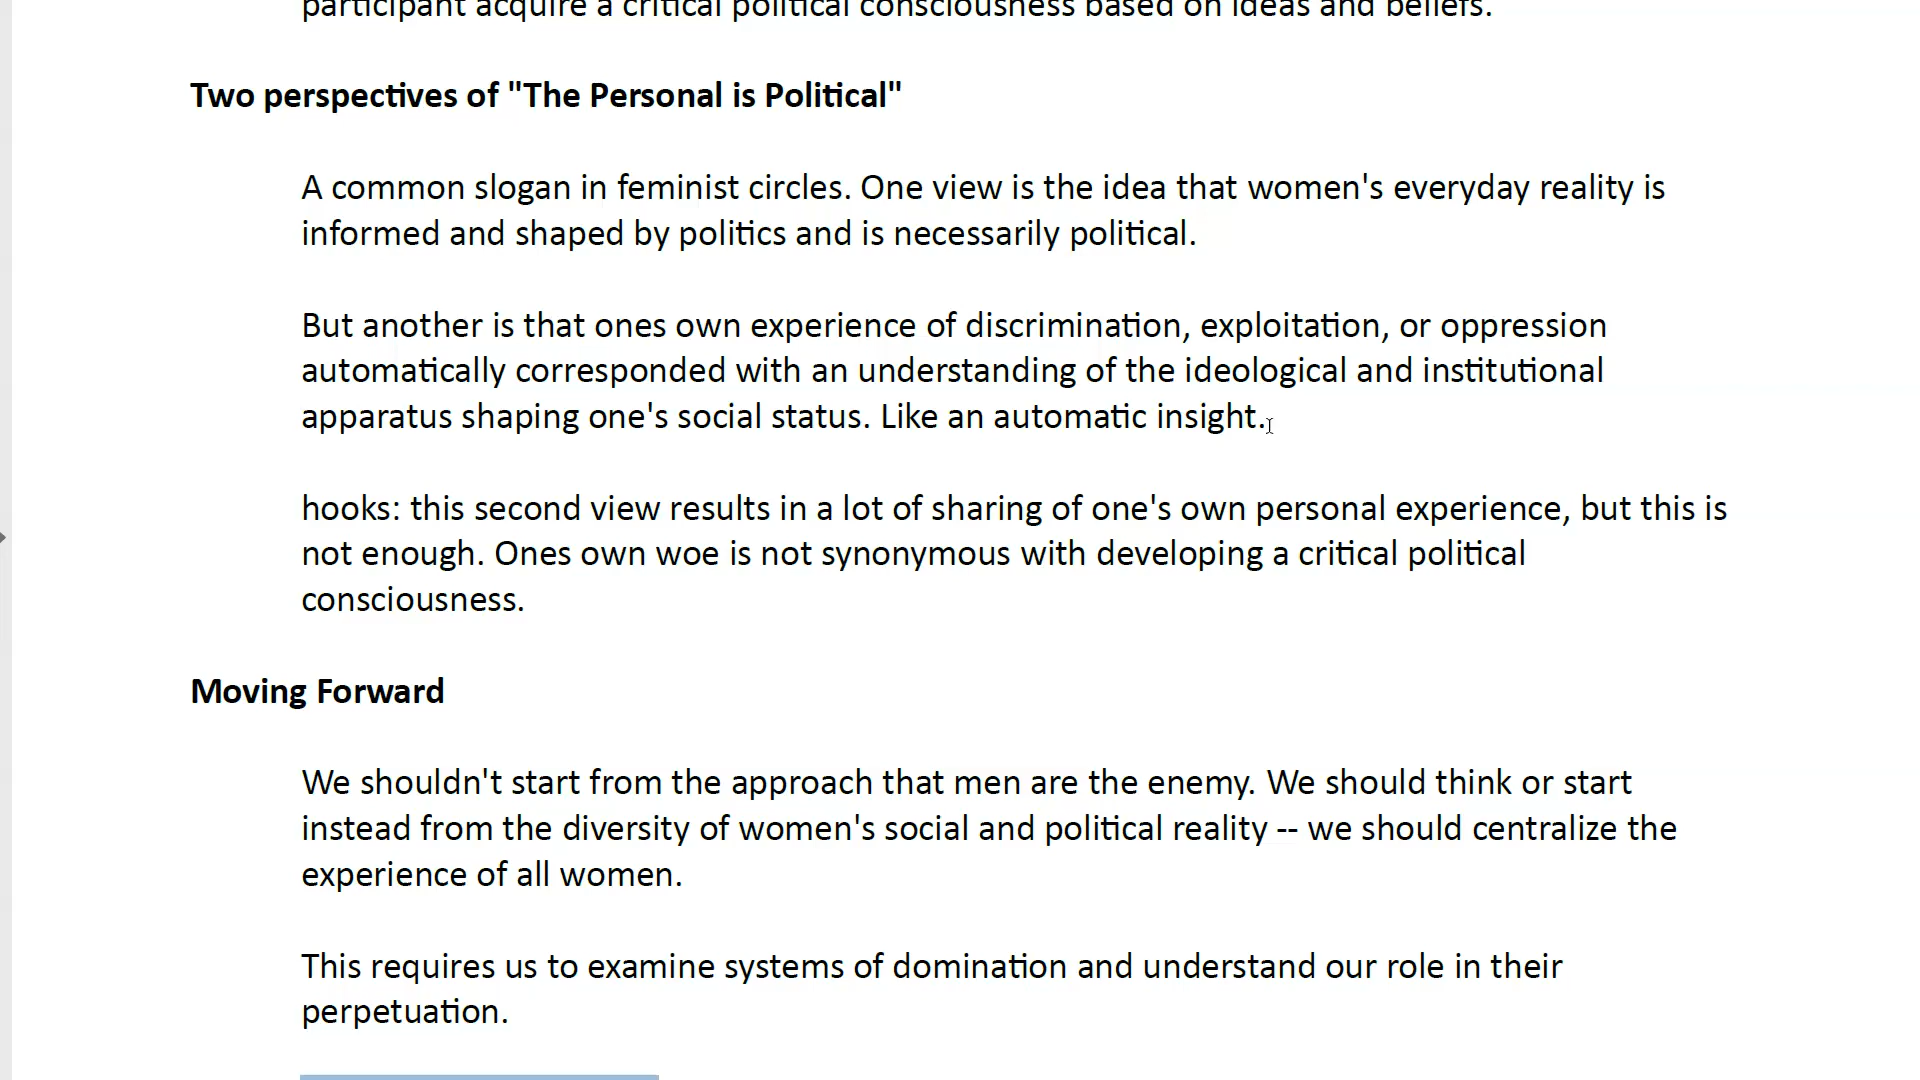 participant acquire a critical political consciousness based on ideas and beliefs.
Two perspectives of "The Personal is Political"
A common slogan in feminist circles. One view is the idea that women's everyday reality is
informed and shaped by politics and is necessarily political.
But another is that ones own experience of discrimination, exploitation, or oppression
automatically corresponded with an understanding of the ideological and institutional
apparatus shaping one's social status. Like an automatic insight.
hooks: this second view results in a lot of sharing of one's own personal experience, but this is
not enough. Ones own woe is not synonymous with developing a critical political
consciousness.
Moving Forward
We shouldn't start from the approach that men are the enemy. We should think or start
instead from the diversity of women's social and political reality -- we should centralize the
experience of all women.
This requires us to examine systems of domination and understand our role in their
perpetuation.